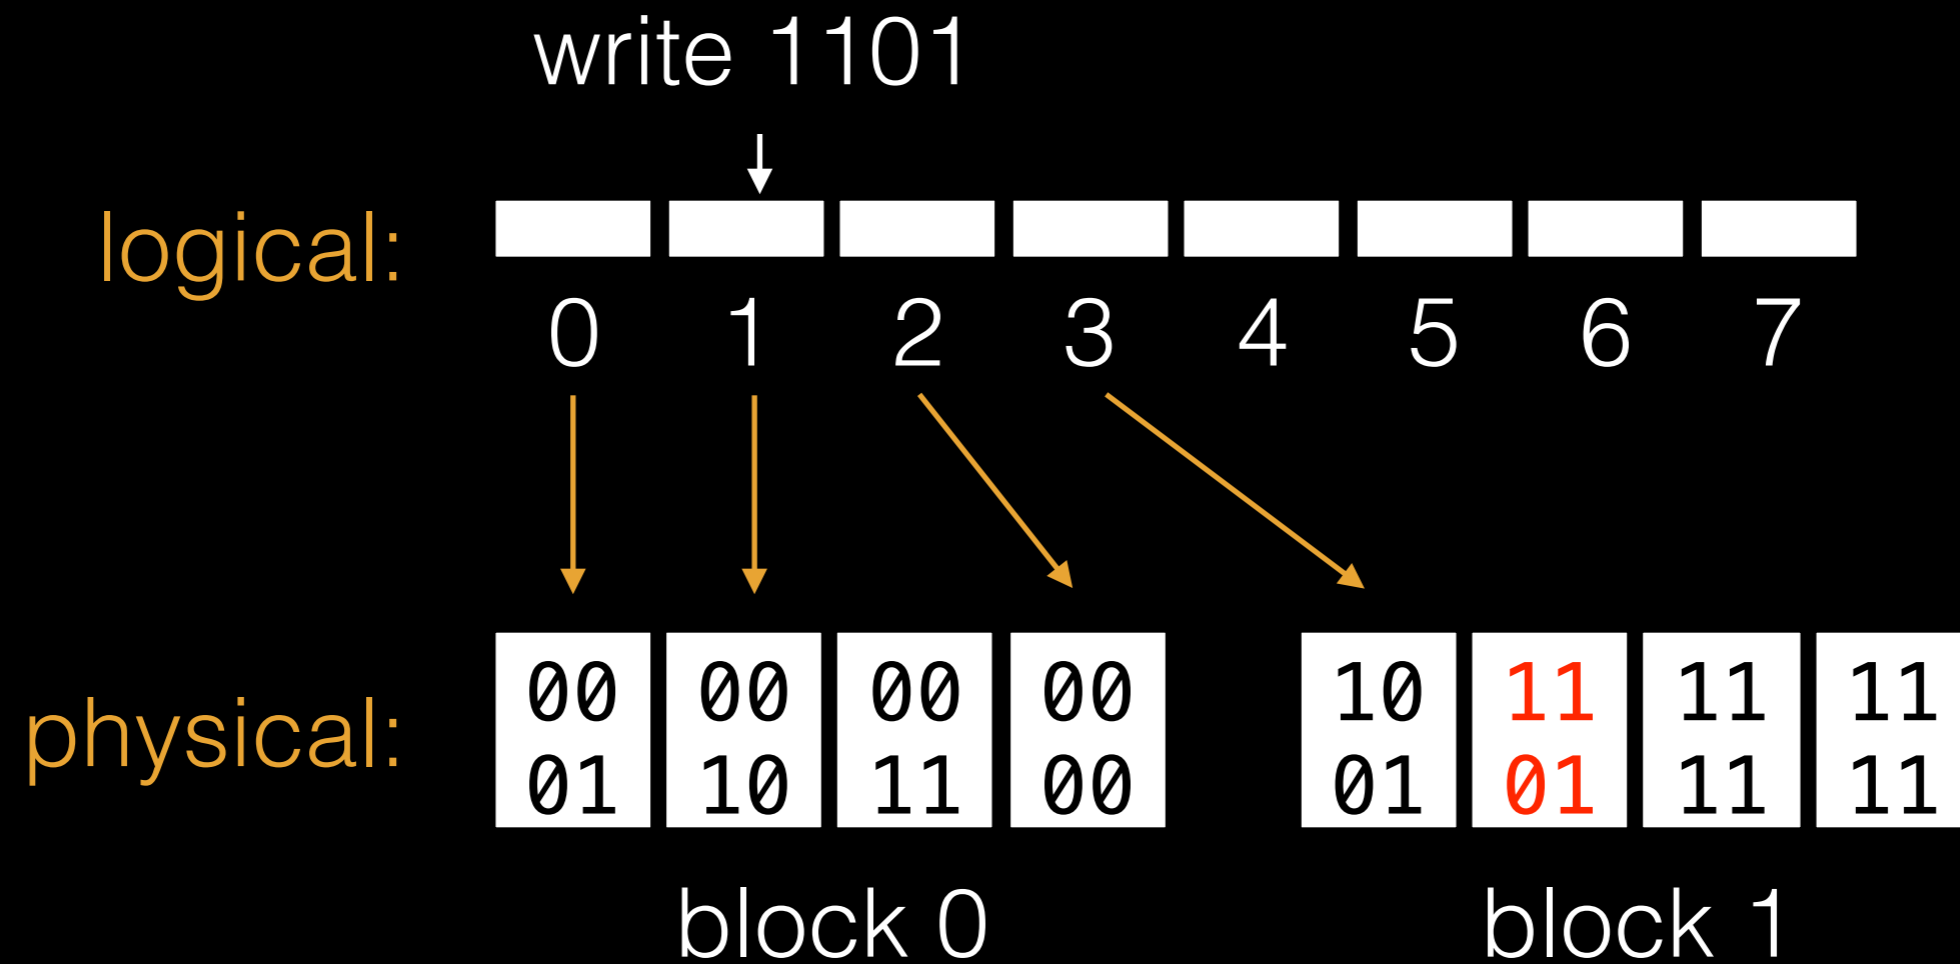 write 1101
logical:
0 1 2 3 4 5 6 7
physical:
00 00 00 00 10 11 11 11
01 10 11 00 01 01 11 11
block 0 block 1